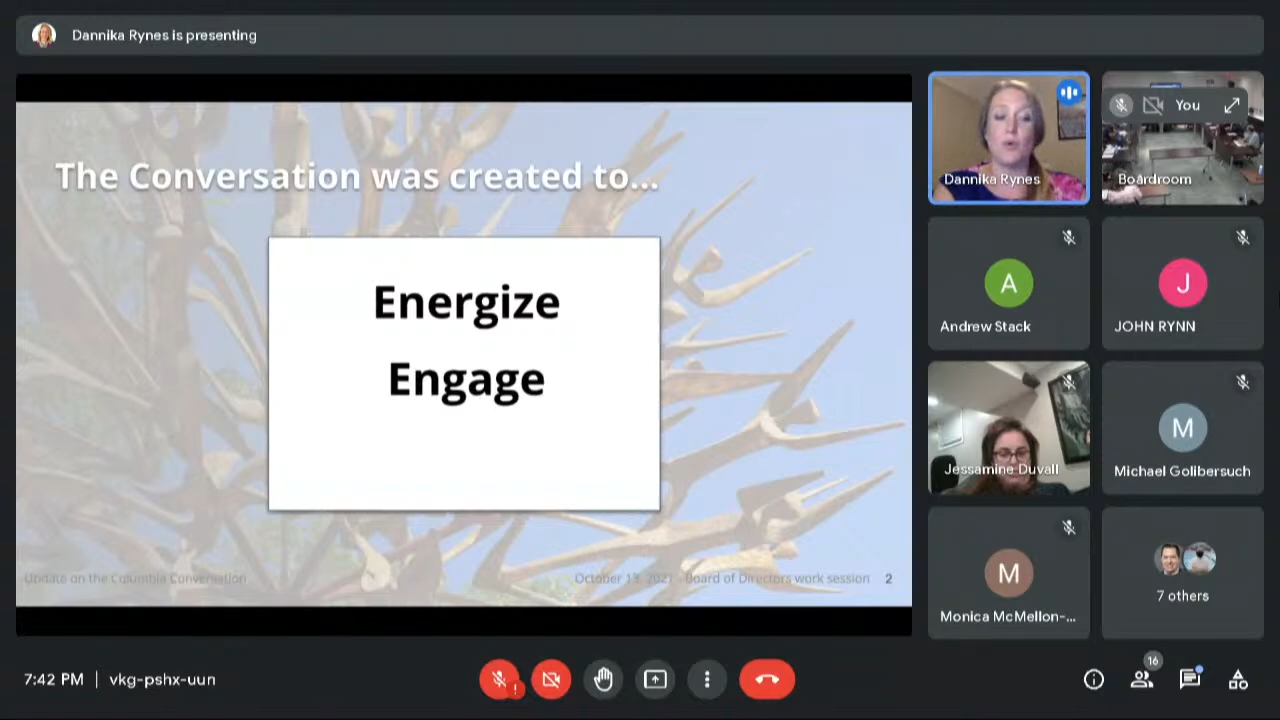 Dannika Rynes is presenting
The Conversation was created to...
Energize
Engage
Update on the Columbia Conversation
October 13, 2021 - Board of Directors work session 2
Dannika Rynes
You
Boardroom
A
Andrew Stack
J
JOHN RYNN
Jessamine Duvall
M
Michael Golibersuch
M
Monica McMellon-...
7 others
7:42 PM | vkg-pshx-uun
!
16